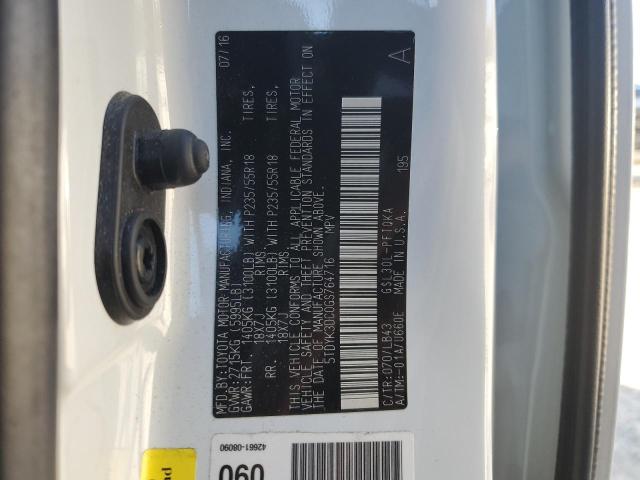 MFD.BY:TOYOTA MOTOR MANUFACTURING, INDIANA, INC. 07/16
GVWR:2715KG (5995LB)
GAWR:FRT. 1405KG (3100LB) WITH P235/55R18 TIRES,
18X7J RIMS,
RR. 1405KG (3100LB) WITH P235/55R18 TIRES,
18X7J RIMS,
THIS VEHICLE CONFORMS TO ALL APPLICABLE FEDERAL MOTOR
VEHICLE SAFETY AND THEFT PREVENTION STANDARDS IN EFFECT
ON THE DATE OF MANUFACTURE SHOWN ABOVE. A
5TDYK3DC0GS764716 MPV
C/TR:070/LB43 GSL30L-PFTQKA 195
A/TM:-01A/U660E MADE IN U.S.A.
42661-08090
090
nd